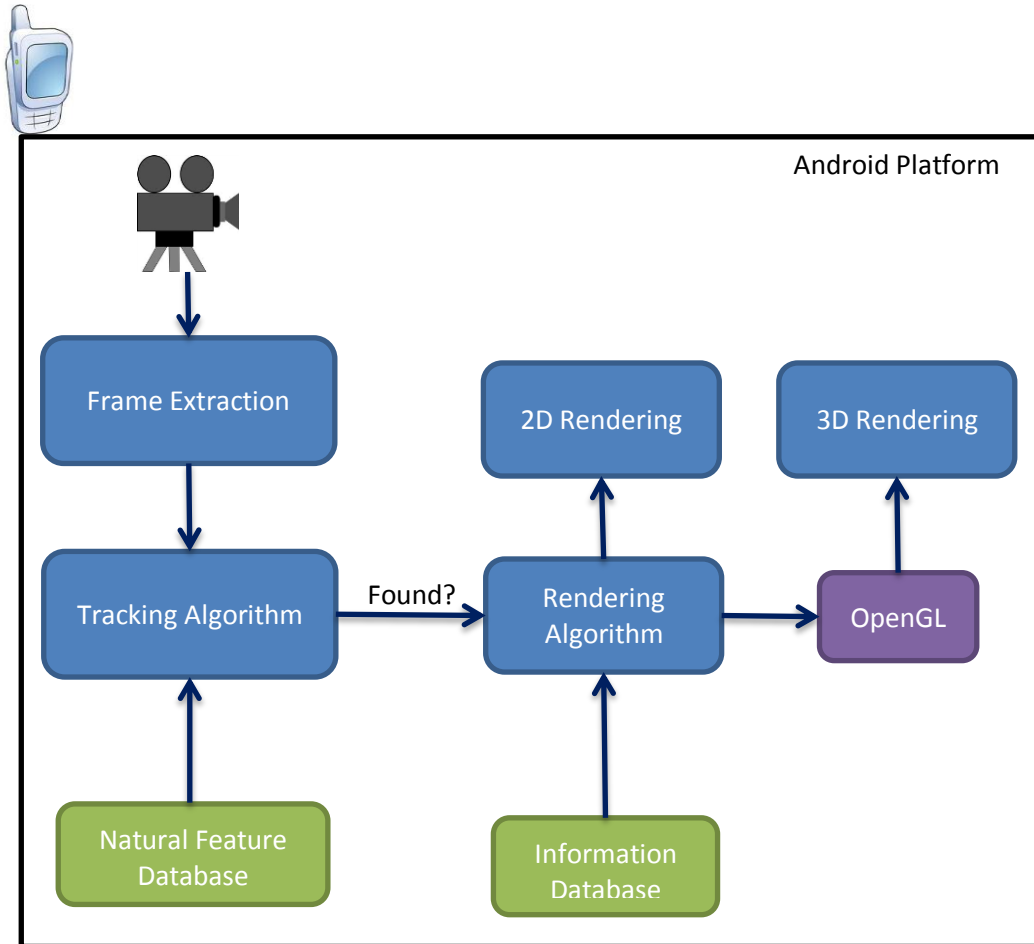 Android Platform
Frame Extraction
2D Rendering
3D Rendering
Tracking Algorithm
Found?
Rendering
Algorithm
OpenGL
Natural Feature
Database
Information
Database